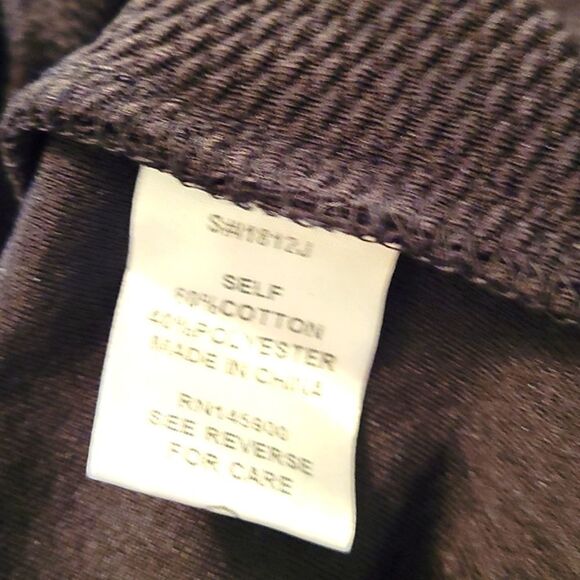 SH1812J
SELF
60%COTTON
40%POLYESTER
MADE IN CHINA
RN145900
SEE REVERSE
FOR CARE